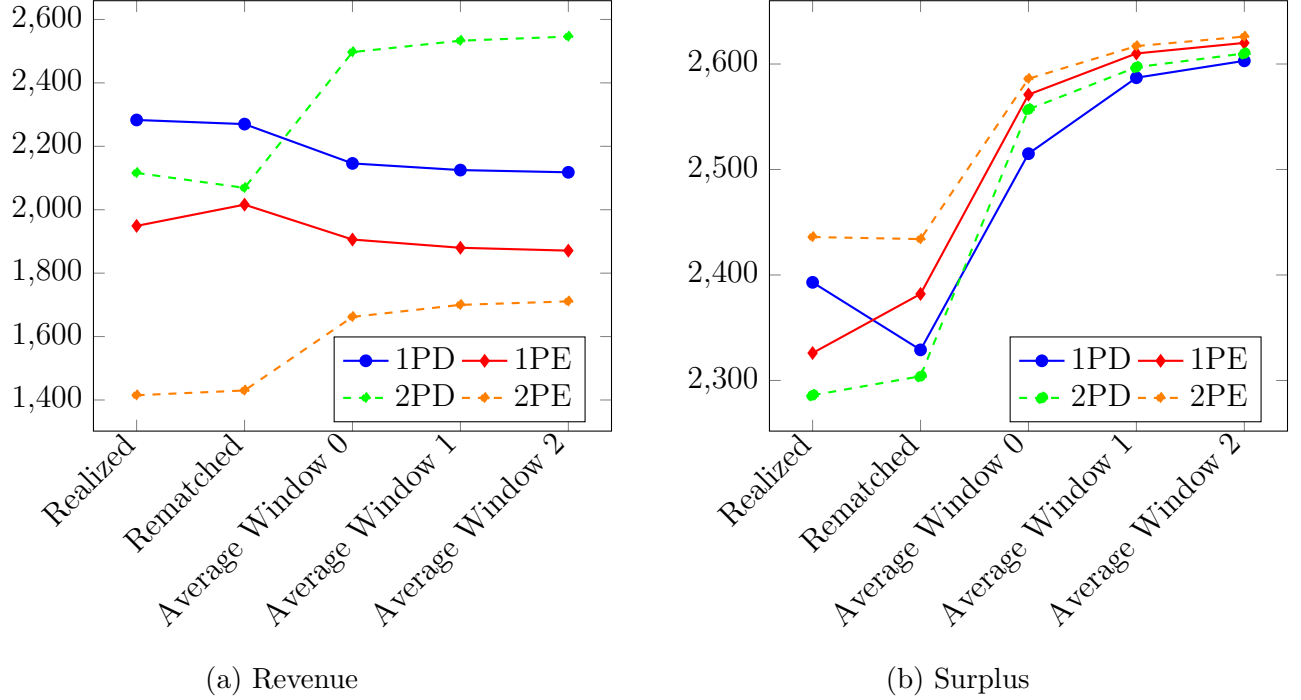 2,600
2,400
2,200
2,000
1,800
1,600
1,400
1PD 1PE
2PD 2PE
Realized
Rematched
Average Window 0
Average Window 1
Average Window 2
(a) Revenue
2,600
2,500
2,400
2,300
1PD 1PE
2PD 2PE
Realized
Rematched
Average Window 0
Average Window 1
Average Window 2
(b) Surplus